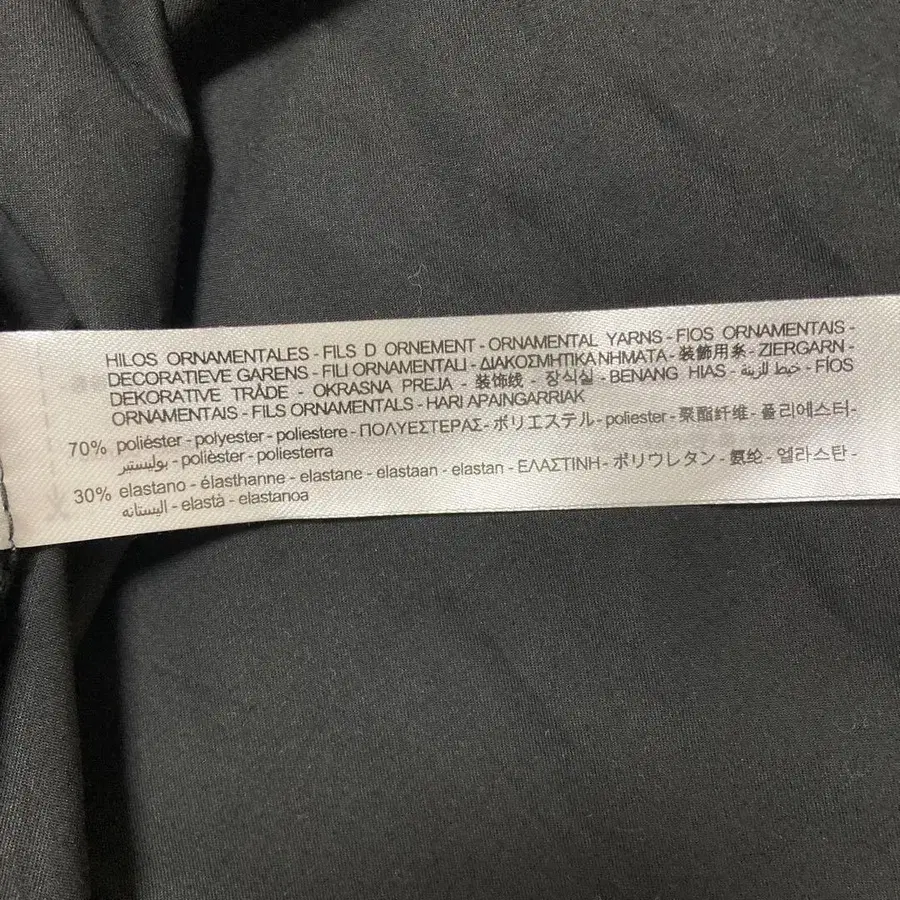 HILOS ORNAMENTALES - FILS D ORNEMENT - ORNAMENTAL YARNS - FIOS ORNAMENTAIS -
DECORATIEVE GARENS - FILI ORNAMENTALI - ΔΙΑΚΟΣΜΗΤΙΚΑ ΝΗΜΑΤΑ - 装飾用糸 - ZIERGARN -
DEKORATIVE TRÅDE - OKRASNA PREJA - 装饰线 - 장식실 - BENANG HIAS - خيط للزينة - FÍOS
ORNAMENTAIS - FILS ORNAMENTALS - HARI APAINGARRIAK
70% poliéster - polyester - poliestere - ΠΟΛΥΕΣΤΕΡΑΣ - ポリエステル - poliester - 聚酯纤维 - 폴리에스터 -
بوليستير - polièster - poliesterra
30% elastano - élasthanne - elastane - elastaan - elastan - ΕΛΑΣΤΙΝΗ - ポリウレタン - 氨纶 - 엘라스탄 -
اليستانه - elastà - elastanoa